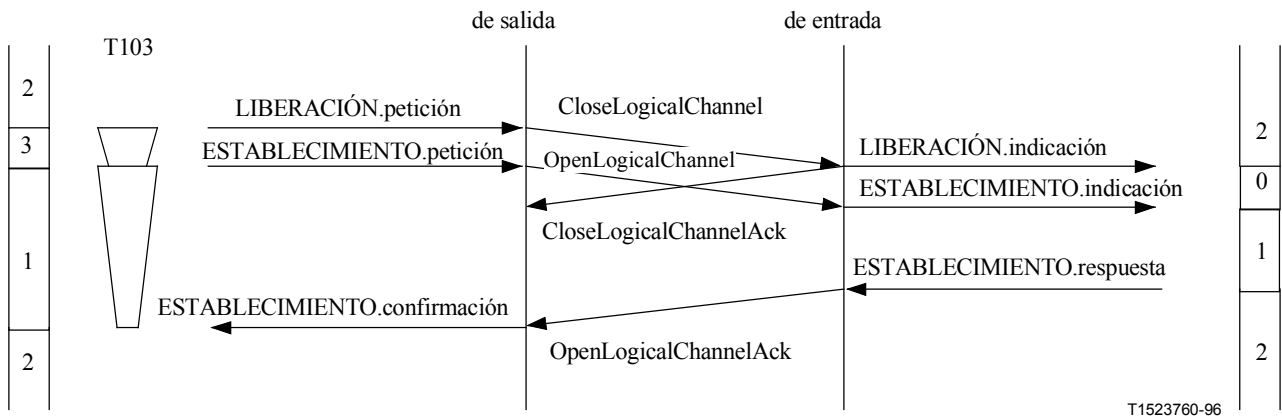 de salida
de entrada
T103
2
LIBERACIÓN.petición
CloseLogicalChannel
3
2
ESTABLECIMIENTO.petición
OpenLogicalChannel
LIBERACIÓN.indicación
0
ESTABLECIMIENTO.indicación
CloseLogicalChannelAck
1
1
ESTABLECIMIENTO.respuesta
ESTABLECIMIENTO.confirmación
OpenLogicalChannelAck
2
2
T1523760-96